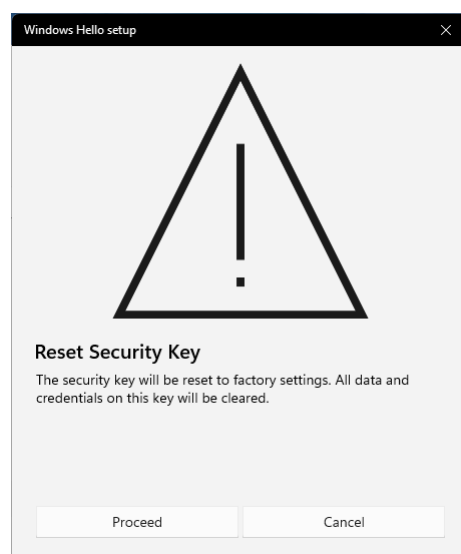 Windows Hello setup
Reset Security Key
The security key will be reset to factory settings. All data and
credentials on this key will be cleared.
Proceed
Cancel